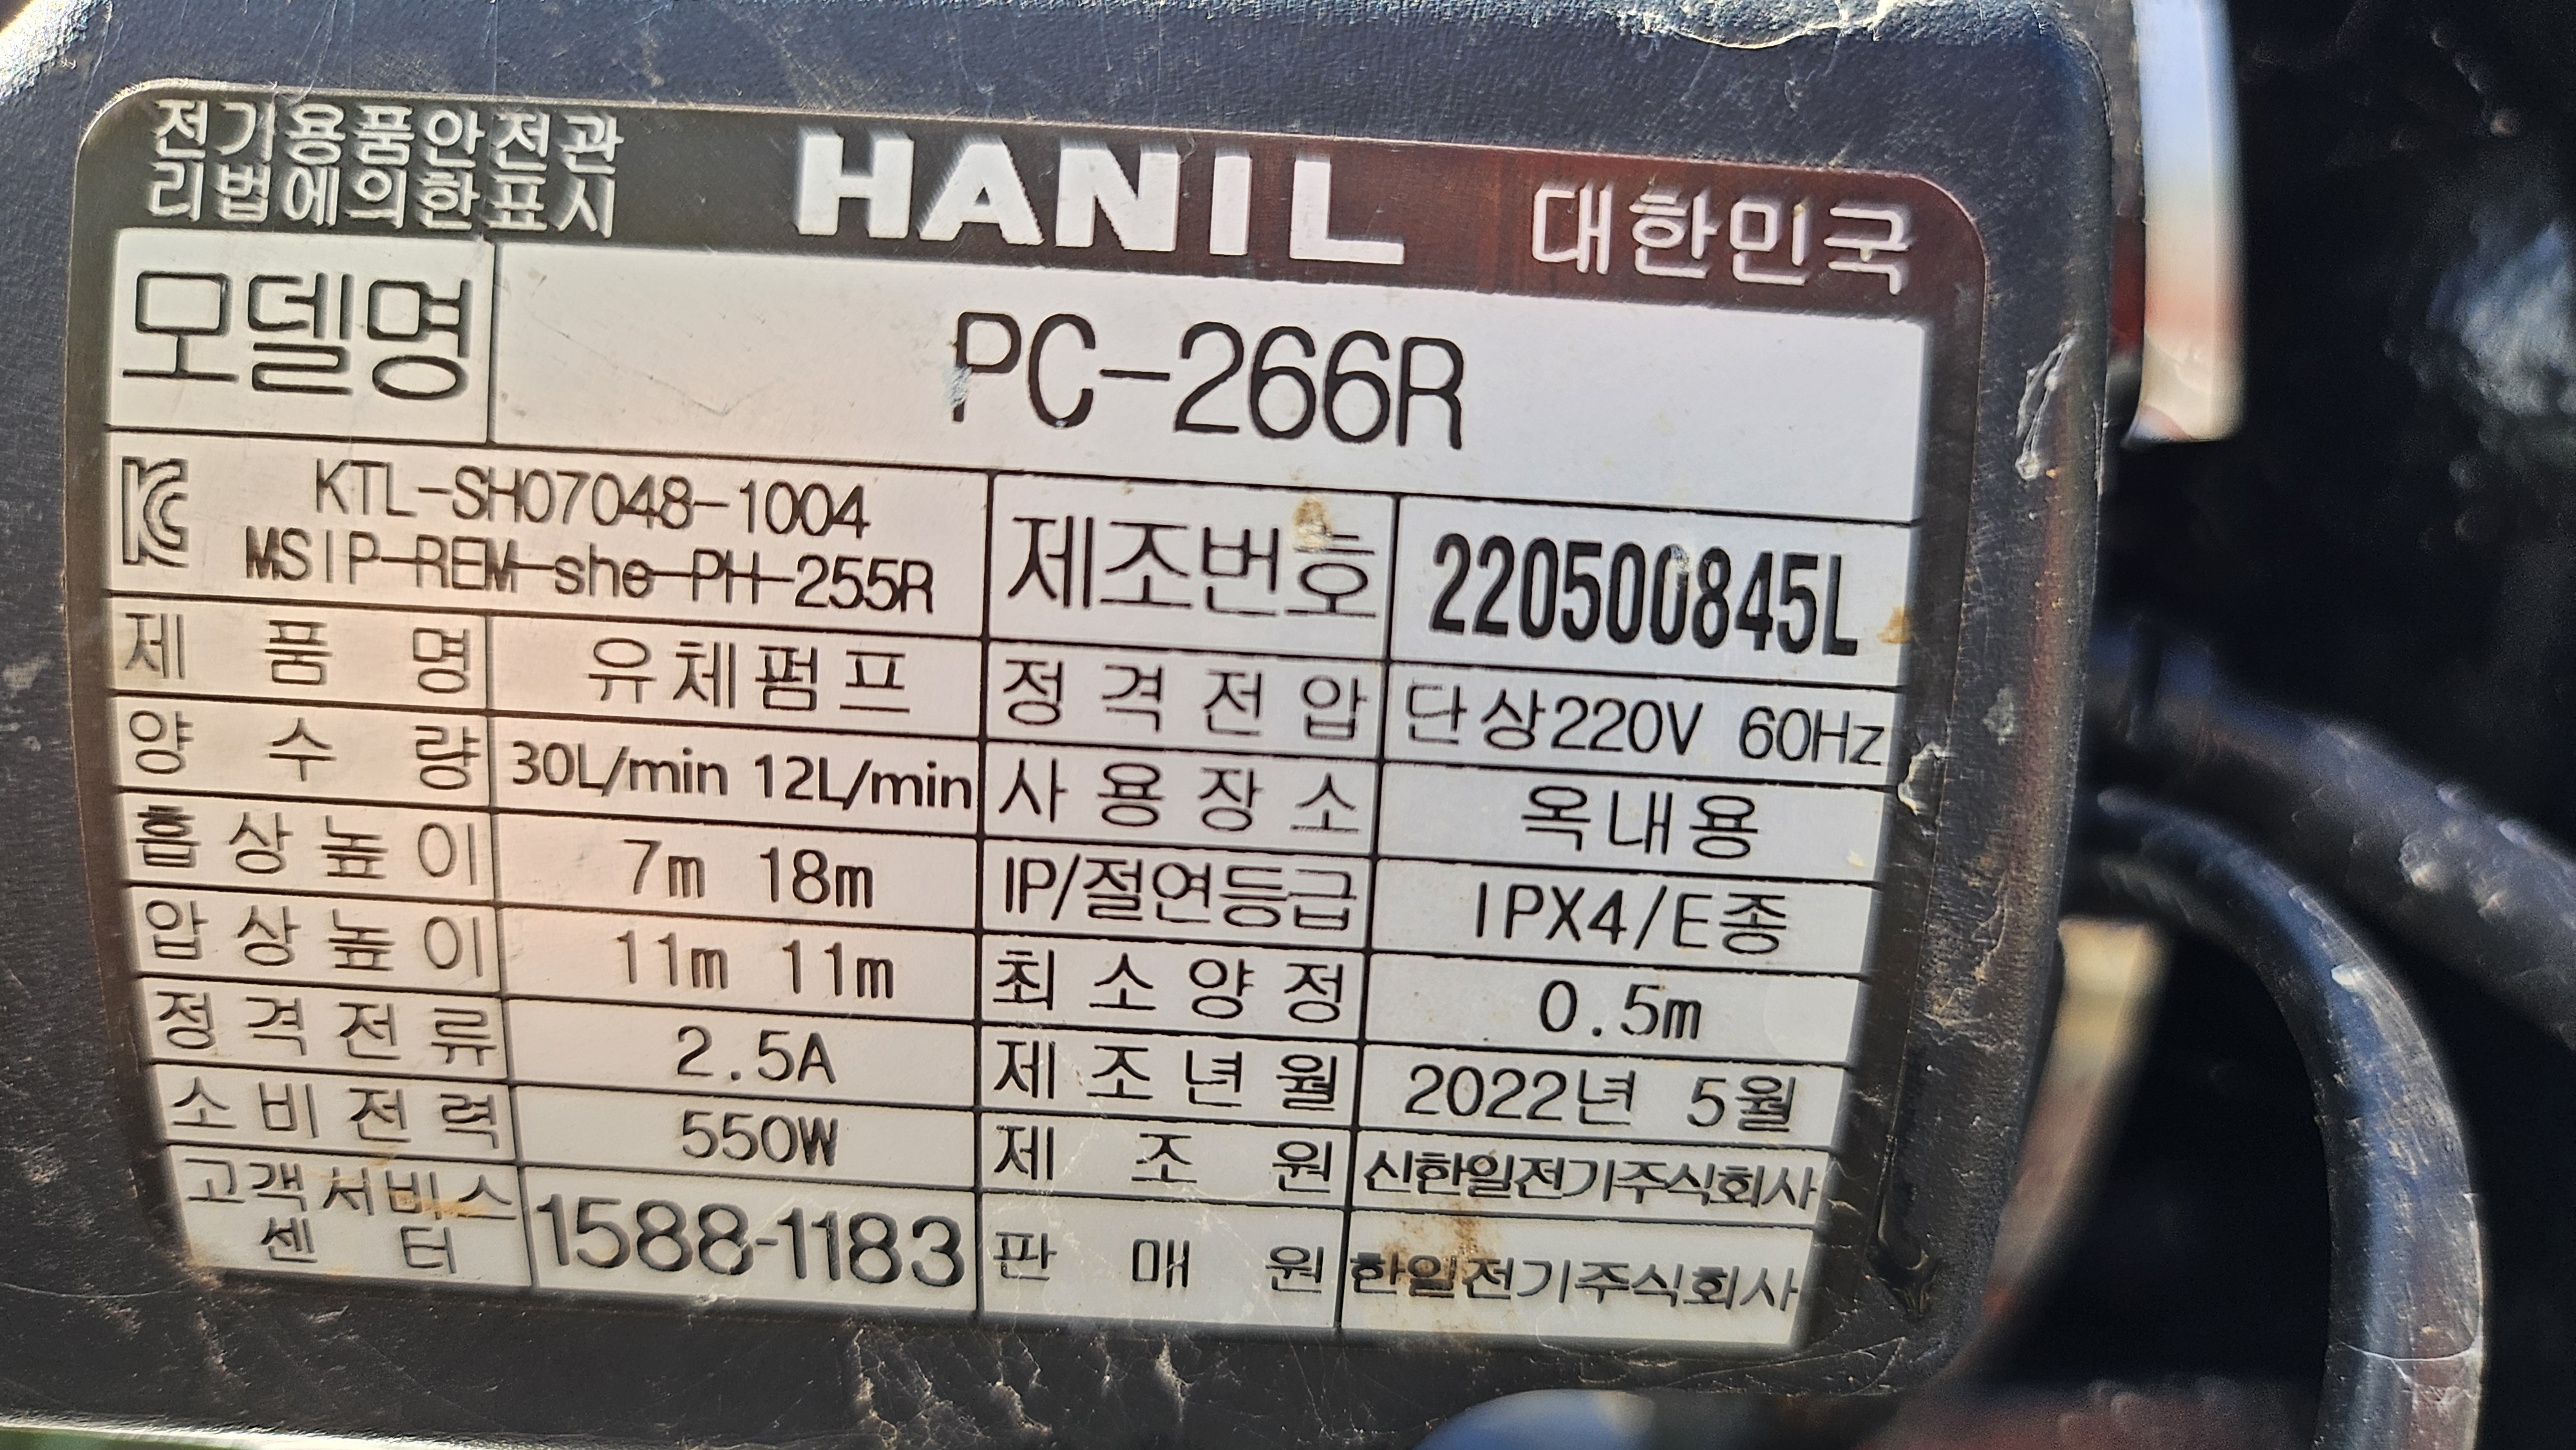 전기용품안전관
리법에의한표시
HANIL 대한민국
모델명 PC-266R
KC KTL-SH07048-1004
MSIP-REM-she-PH-255R
제조번호 220500845L
제품명 유체펌프 정격전압 단상220V 60Hz
양수량 30L/min 12L/min 사용장소 옥내용
흡상높이 7m 18m IP/절연등급 IPX4/E종
압상높이 11m 11m 최소양정 0.5m
정격전류 2.5A 제조년월 2022년 5월
소비전력 550W 제조원 신한일전기주식회사
고객서비스
센터 1588-1183 판매원 한일전기주식회사